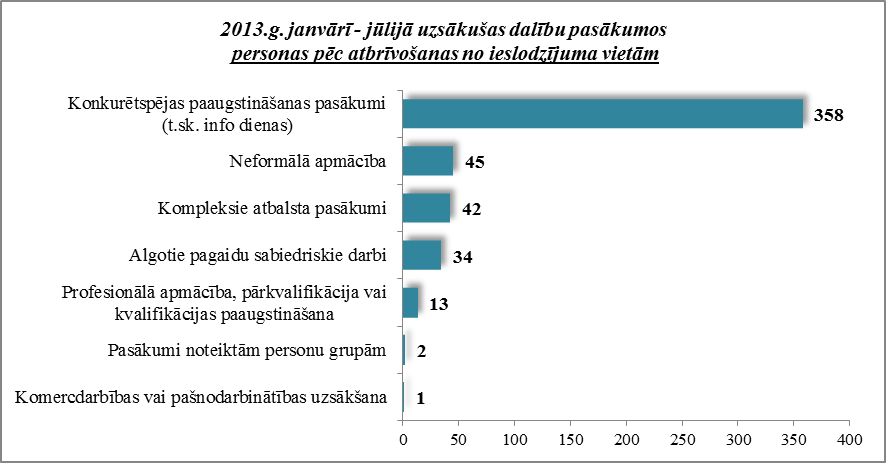 2013.g. janvārī - jūlijā uzsākušas dalību pasākumos
personas pēc atbrīvošanas no ieslodzījuma vietām
Konkurētspējas paaugstināšanas pasākumi
(t.sk. info dienas)
358
Neformālā apmācība
45
Kompleksie atbalsta pasākumi
42
Algotie pagaidu sabiedriskie darbi
34
Profesionālā apmācība, pārkvalifikācija vai
kvalifikācijas paaugstināšana
13
Pasākumi noteiktām personu grupām
2
Komercdarbības vai pašnodarbinātības uzsākšana
1
0 50 100 150 200 250 300 350 400